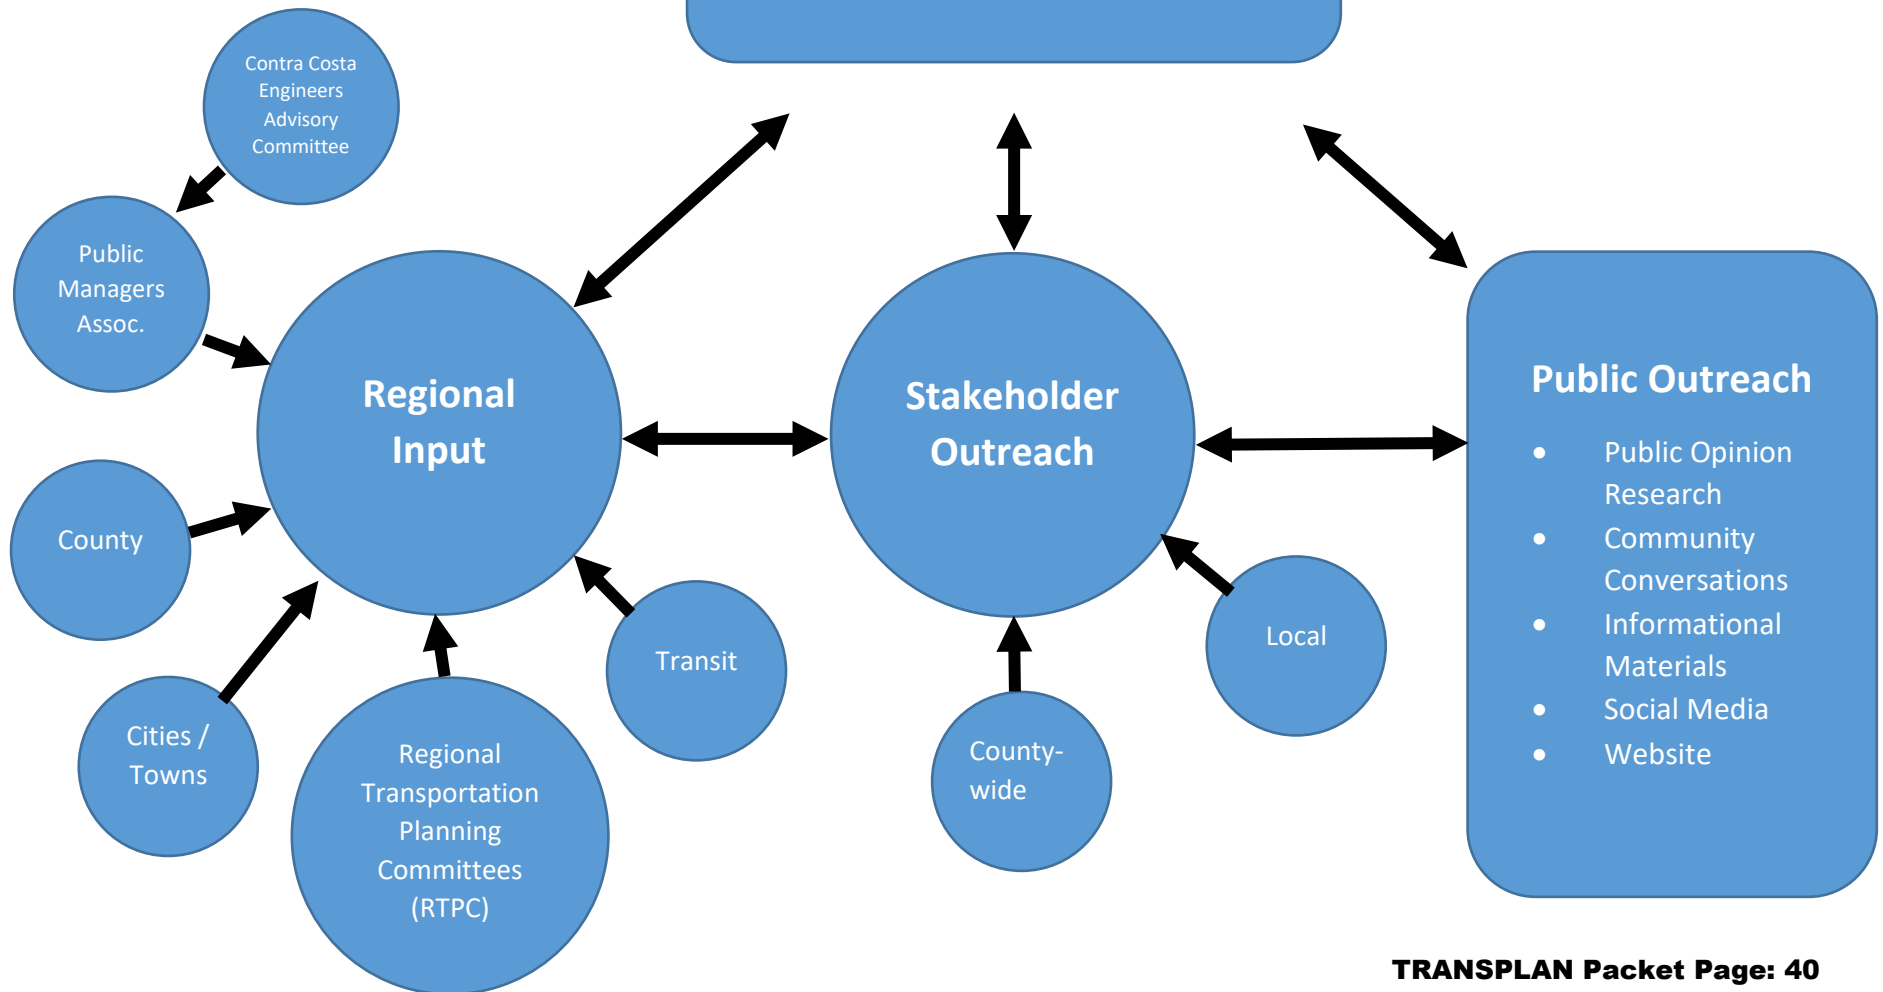 Contra Costa
Engineers
Advisory
Committee
Public
Managers
Assoc.
Regional
Input
Stakeholder
Outreach
Public Outreach
• Public Opinion
Research
• Community
Conversations
• Informational
Materials
• Social Media
• Website
County
Cities /
Towns
Regional
Transportation
Planning
Committees
(RTPC)
Transit
County-
wide
Local
TRANSPLAN Packet Page: 40